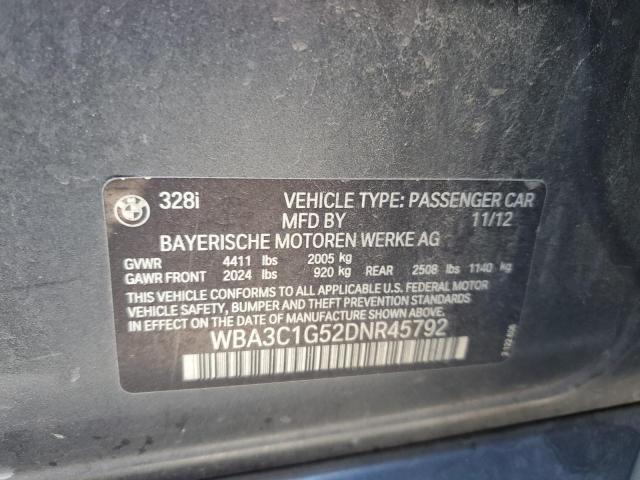 328i VEHICLE TYPE: PASSENGER CAR
MFD BY 11/12
BAYERISCHE MOTOREN WERKE AG
GVWR 4411 lbs 2005 kg
GAWR FRONT 2024 lbs 920 kg REAR 2508 lbs 1140 kg
THIS VEHICLE CONFORMS TO ALL APPLICABLE U.S. FEDERAL MOTOR
VEHICLE SAFETY, BUMPER AND THEFT PREVENTION STANDARDS
IN EFFECT ON THE DATE OF MANUFACTURE SHOWN ABOVE.
WBA3C1G52DNR45792